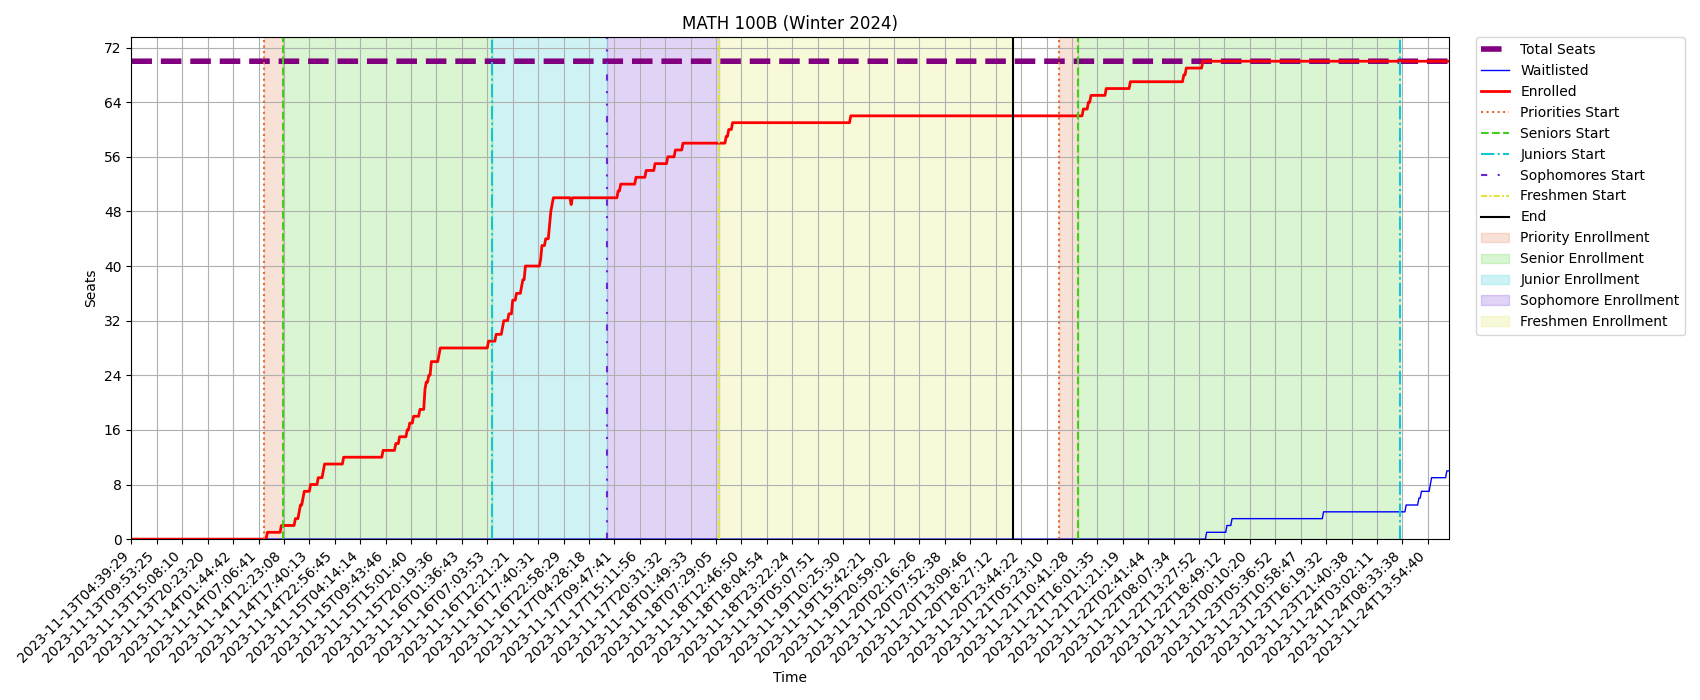 MATH 100B (Winter 2024)
Seats
72
64
56
48
40
32
24
16
8
0
2023-11-13T04:39:29
2023-11-13T09:53:25
2023-11-13T15:08:10
2023-11-13T20:23:20
2023-11-14T01:44:42
2023-11-14T07:06:41
2023-11-14T12:23:08
2023-11-14T17:40:13
2023-11-14T22:56:45
2023-11-15T04:14:14
2023-11-15T09:43:46
2023-11-15T15:01:40
2023-11-15T20:19:36
2023-11-16T01:36:43
2023-11-16T07:03:53
2023-11-16T12:21:21
2023-11-16T17:40:31
2023-11-16T22:58:29
2023-11-17T04:28:18
2023-11-17T09:47:41
2023-11-17T15:11:56
2023-11-17T20:31:32
2023-11-18T01:49:33
2023-11-18T07:29:05
2023-11-18T12:46:50
2023-11-18T18:04:54
2023-11-18T23:22:24
2023-11-19T05:07:51
2023-11-19T10:25:30
2023-11-19T15:42:21
2023-11-19T20:59:02
2023-11-20T02:16:26
2023-11-20T07:52:38
2023-11-20T13:09:46
2023-11-20T18:27:12
2023-11-20T23:44:22
2023-11-21T05:23:10
2023-11-21T10:41:28
2023-11-21T16:01:35
2023-11-21T21:21:19
2023-11-22T02:41:44
2023-11-22T08:07:34
2023-11-22T13:27:52
2023-11-22T18:49:12
2023-11-23T00:10:20
2023-11-23T05:36:52
2023-11-23T10:58:47
2023-11-23T16:19:32
2023-11-23T21:40:38
2023-11-24T03:02:11
2023-11-24T08:33:38
2023-11-24T13:54:40
Time
Total Seats
Waitlisted
Enrolled
Priorities Start
Seniors Start
Juniors Start
Sophomores Start
Freshmen Start
End
Priority Enrollment
Senior Enrollment
Junior Enrollment
Sophomore Enrollment
Freshmen Enrollment